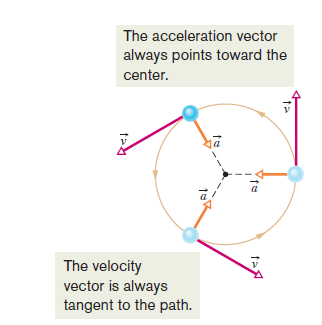 The acceleration vector
always points toward the
center.
v
v
a
a
a
v
The velocity
vector is always
tangent to the path.